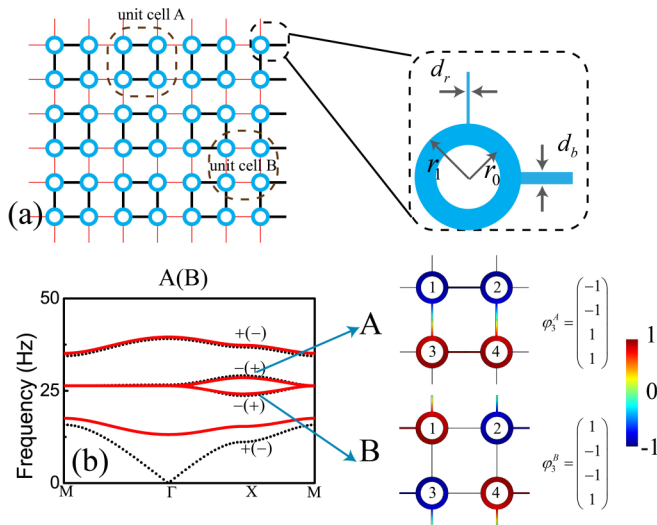 unit cell A
unit cell B
(a)
d_r
d_b
r_1
r_0
A(B)
50
25
0
Frequency (Hz)
+(−)
−(+)
−(+)
+(−)
(b)
M
Γ
X
M
A
B
1
2
3
4
φ_3^A = (−1 −1 1 1)
1
2
3
4
φ_3^B = (1 −1 −1 1)
1
0
-1